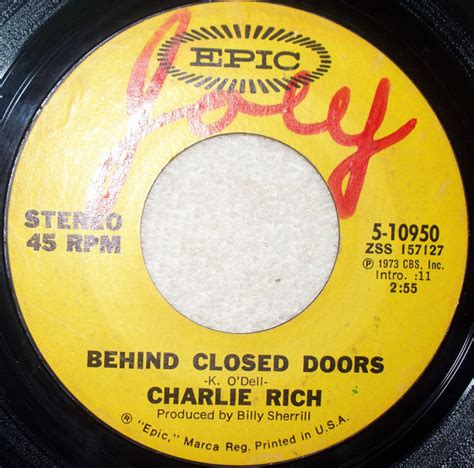 EPIC
Joey
STEREO
45 RPM
5-10950
ZSS 157127
Ⓟ 1973 CBS, Inc.
Intro. :11
2:55
BEHIND CLOSED DOORS
-K. O'Dell-
CHARLIE RICH
Produced by Billy Sherrill
® "Epic," Marca Reg. Printed in U.S.A.